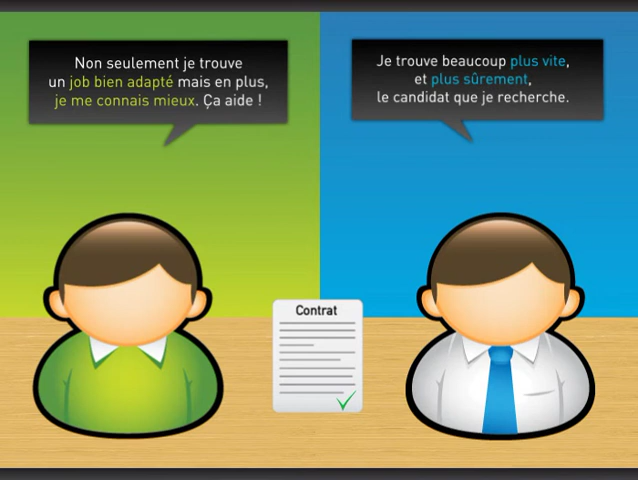 Non seulement je trouve
un job bien adapté mais en plus,
je me connais mieux. Ça aide !
Je trouve beaucoup plus vite,
et plus sûrement,
le candidat que je recherche.
Contrat